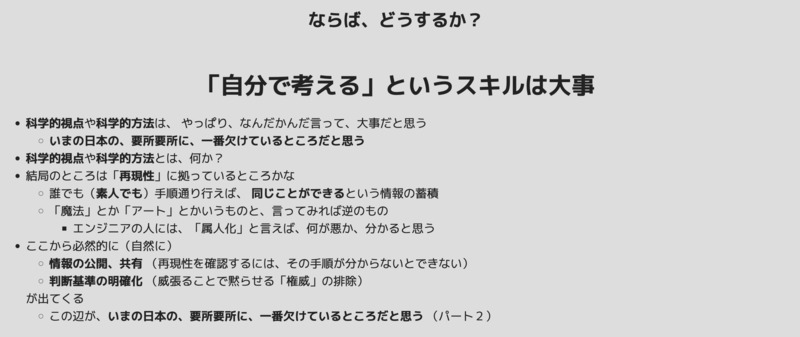 ならば、どうするか？
「自分で考える」というスキルは大事
• 科学的視点や科学的方法は、 やっぱり、なんだかんだ言って、大事だと思う
◦ いまの日本の、要所要所に、一番欠けているところだと思う
• 科学的視点や科学的方法とは、何か？
• 結局のところは「再現性」に拠っているところかな
◦ 誰でも（素人でも）手順通り行えば、 同じことができるという情報の蓄積
◦ 「魔法」とか「アート」とかいうものと、言ってみれば逆のもの
▪ エンジニアの人には、「属人化」と言えば、何が悪か、分かると思う
• ここから必然的に（自然に）
◦ 情報の公開、共有 （再現性を確認するには、その手順が分からないとできない）
◦ 判断基準の明確化 （威張ることで黙らせる「権威」の排除）
が出てくる
◦ この辺が、いまの日本の、要所要所に、一番欠けているところだと思う （パート２）